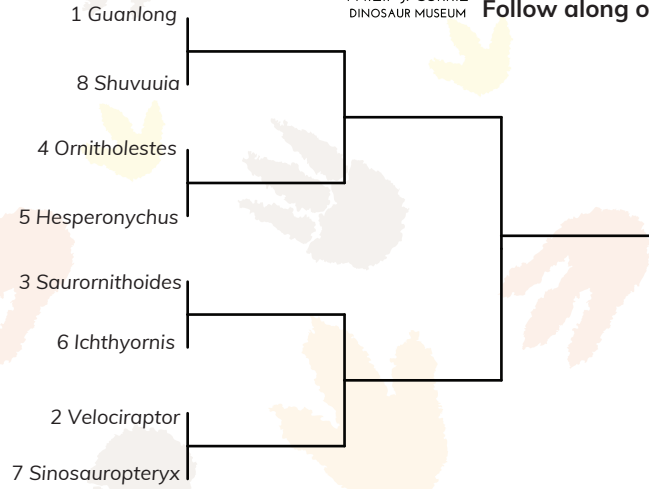 1 Guanlong
DINOSAUR MUSEUM
Follow along o
8 Shuvuuia
4 Ornitholestes
5 Hesperonychus
3 Saurornithoides
6 Ichthyornis
2 Velociraptor
7 Sinosauropteryx